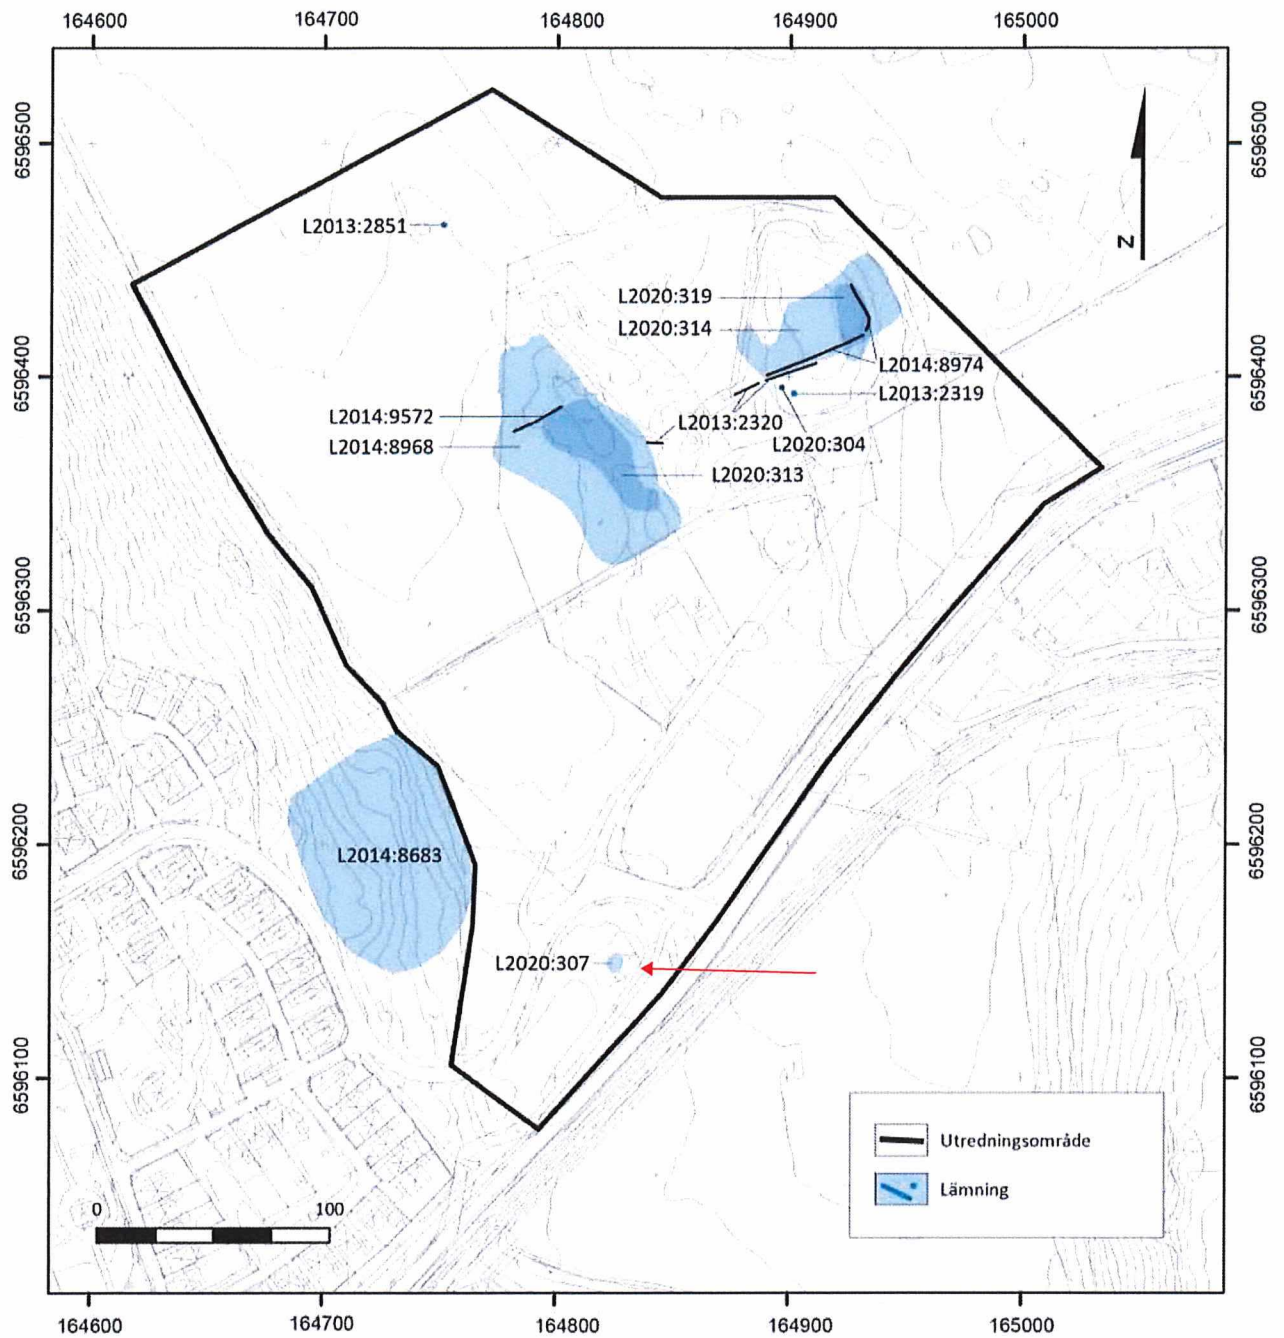 164600 164700 164800 164900 165000
6596500
6596500
N
L2013:2851
L2020:319
L2020:314
6596400
6596400
L2014:8974
L2013:2319
L2014:9572
L2013:2320
L2020:304
L2014:8968
L2020:313
6596300
6596300
6596200
6596200
L2014:8683
L2020:307
6596100
6596100
Utredningsområde
Lämning
0 100
164600 164700 164800 164900 165000